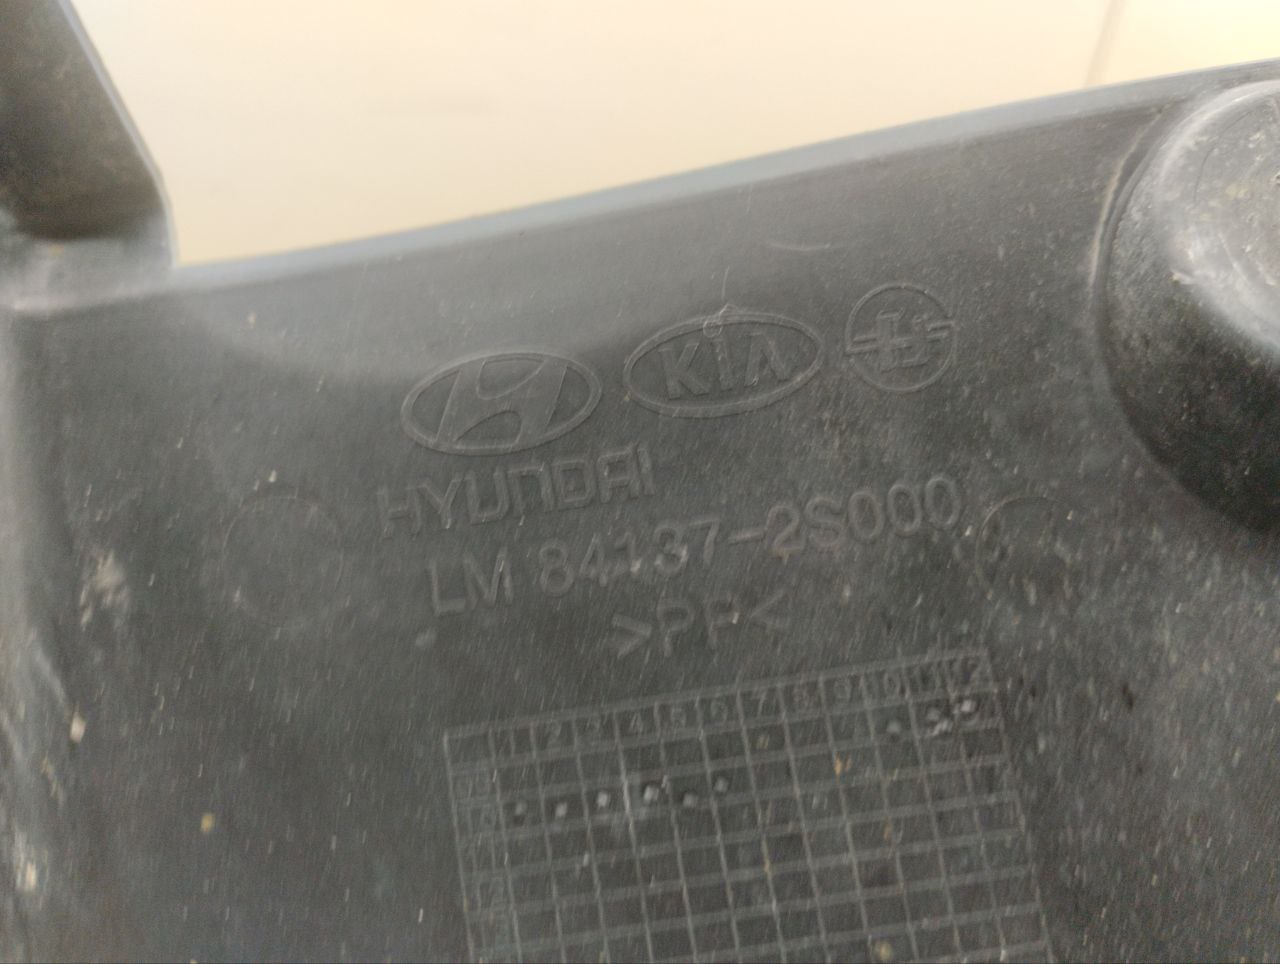 KIA
HYUNDAI
LM 84137-2S000
>PP<
1 2 3 4 5 6 7 8 9 10 11 12